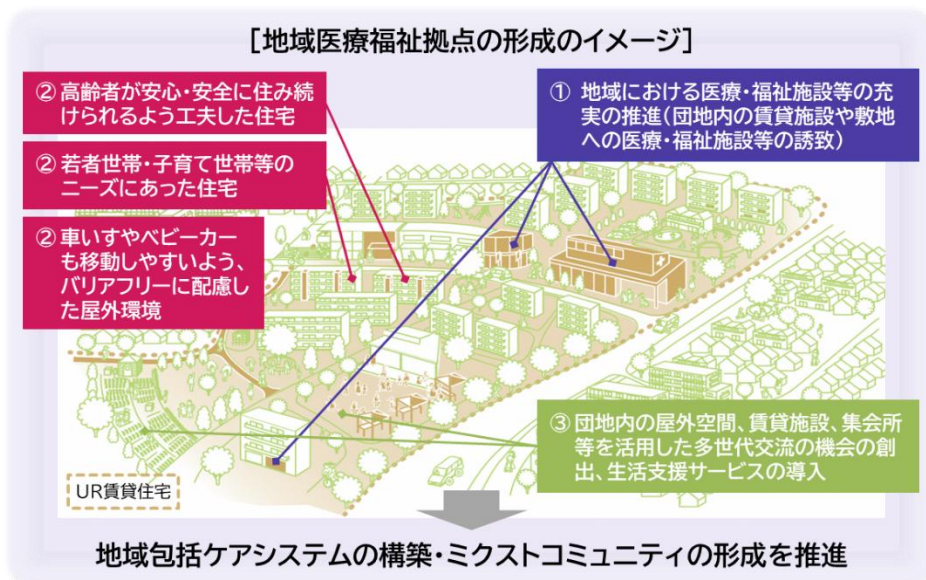 [地域医療福祉拠点の形成のイメージ]
② 高齢者が安心・安全に住み続
けられるよう工夫した住宅
② 若者世帯・子育て世帯等の
ニーズにあった住宅
② 車いすやベビーカー
も移動しやすいよう、
バリアフリーに配慮し
た屋外環境
① 地域における医療・福祉施設等の充
実の推進(団地内の賃貸施設や敷地
への医療・福祉施設等の誘致)
③ 団地内の屋外空間、賃貸施設、集会所
等を活用した多世代交流の機会の創
出、生活支援サービスの導入
UR賃貸住宅
地域包括ケアシステムの構築・ミクストコミュニティの形成を推進